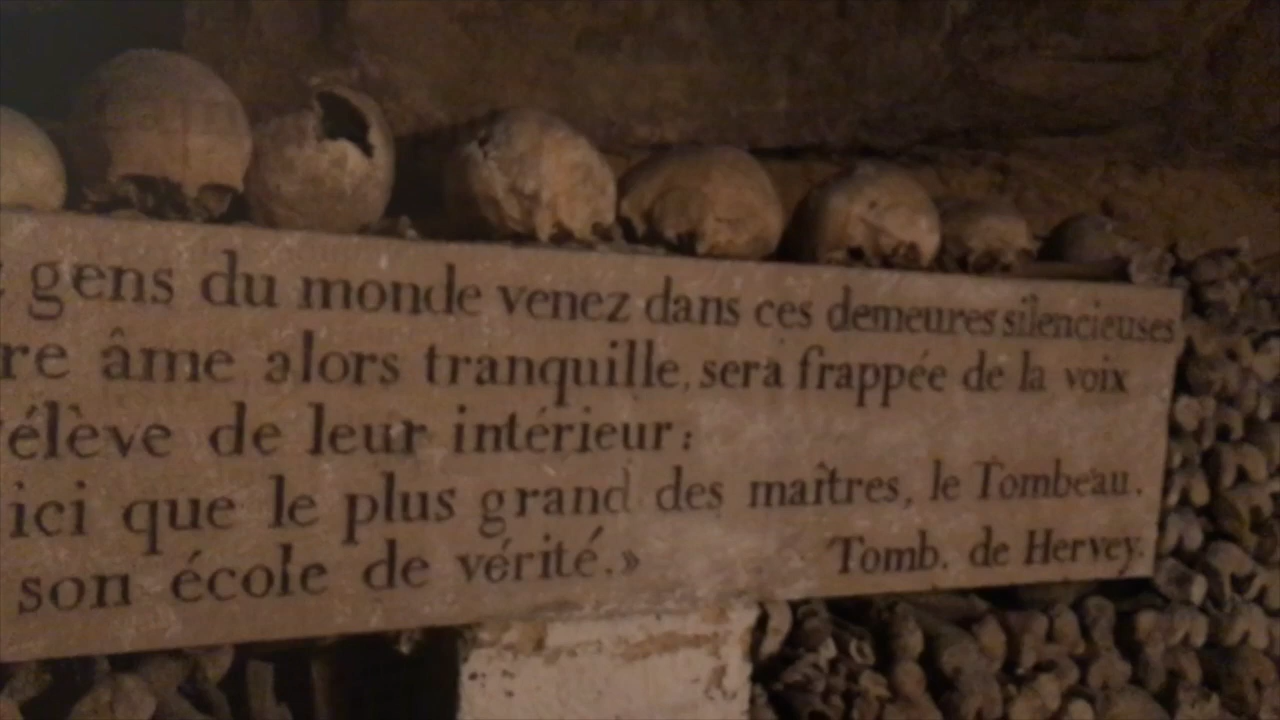 gens du monde venez dans ces demeures silencieuses
re âme alors tranquille, sera frappée de la voix
'élève de leur intérieur:
ici que le plus grand des maîtres, le Tombeau.
son école de vérité.»
Tomb. de Hervey.